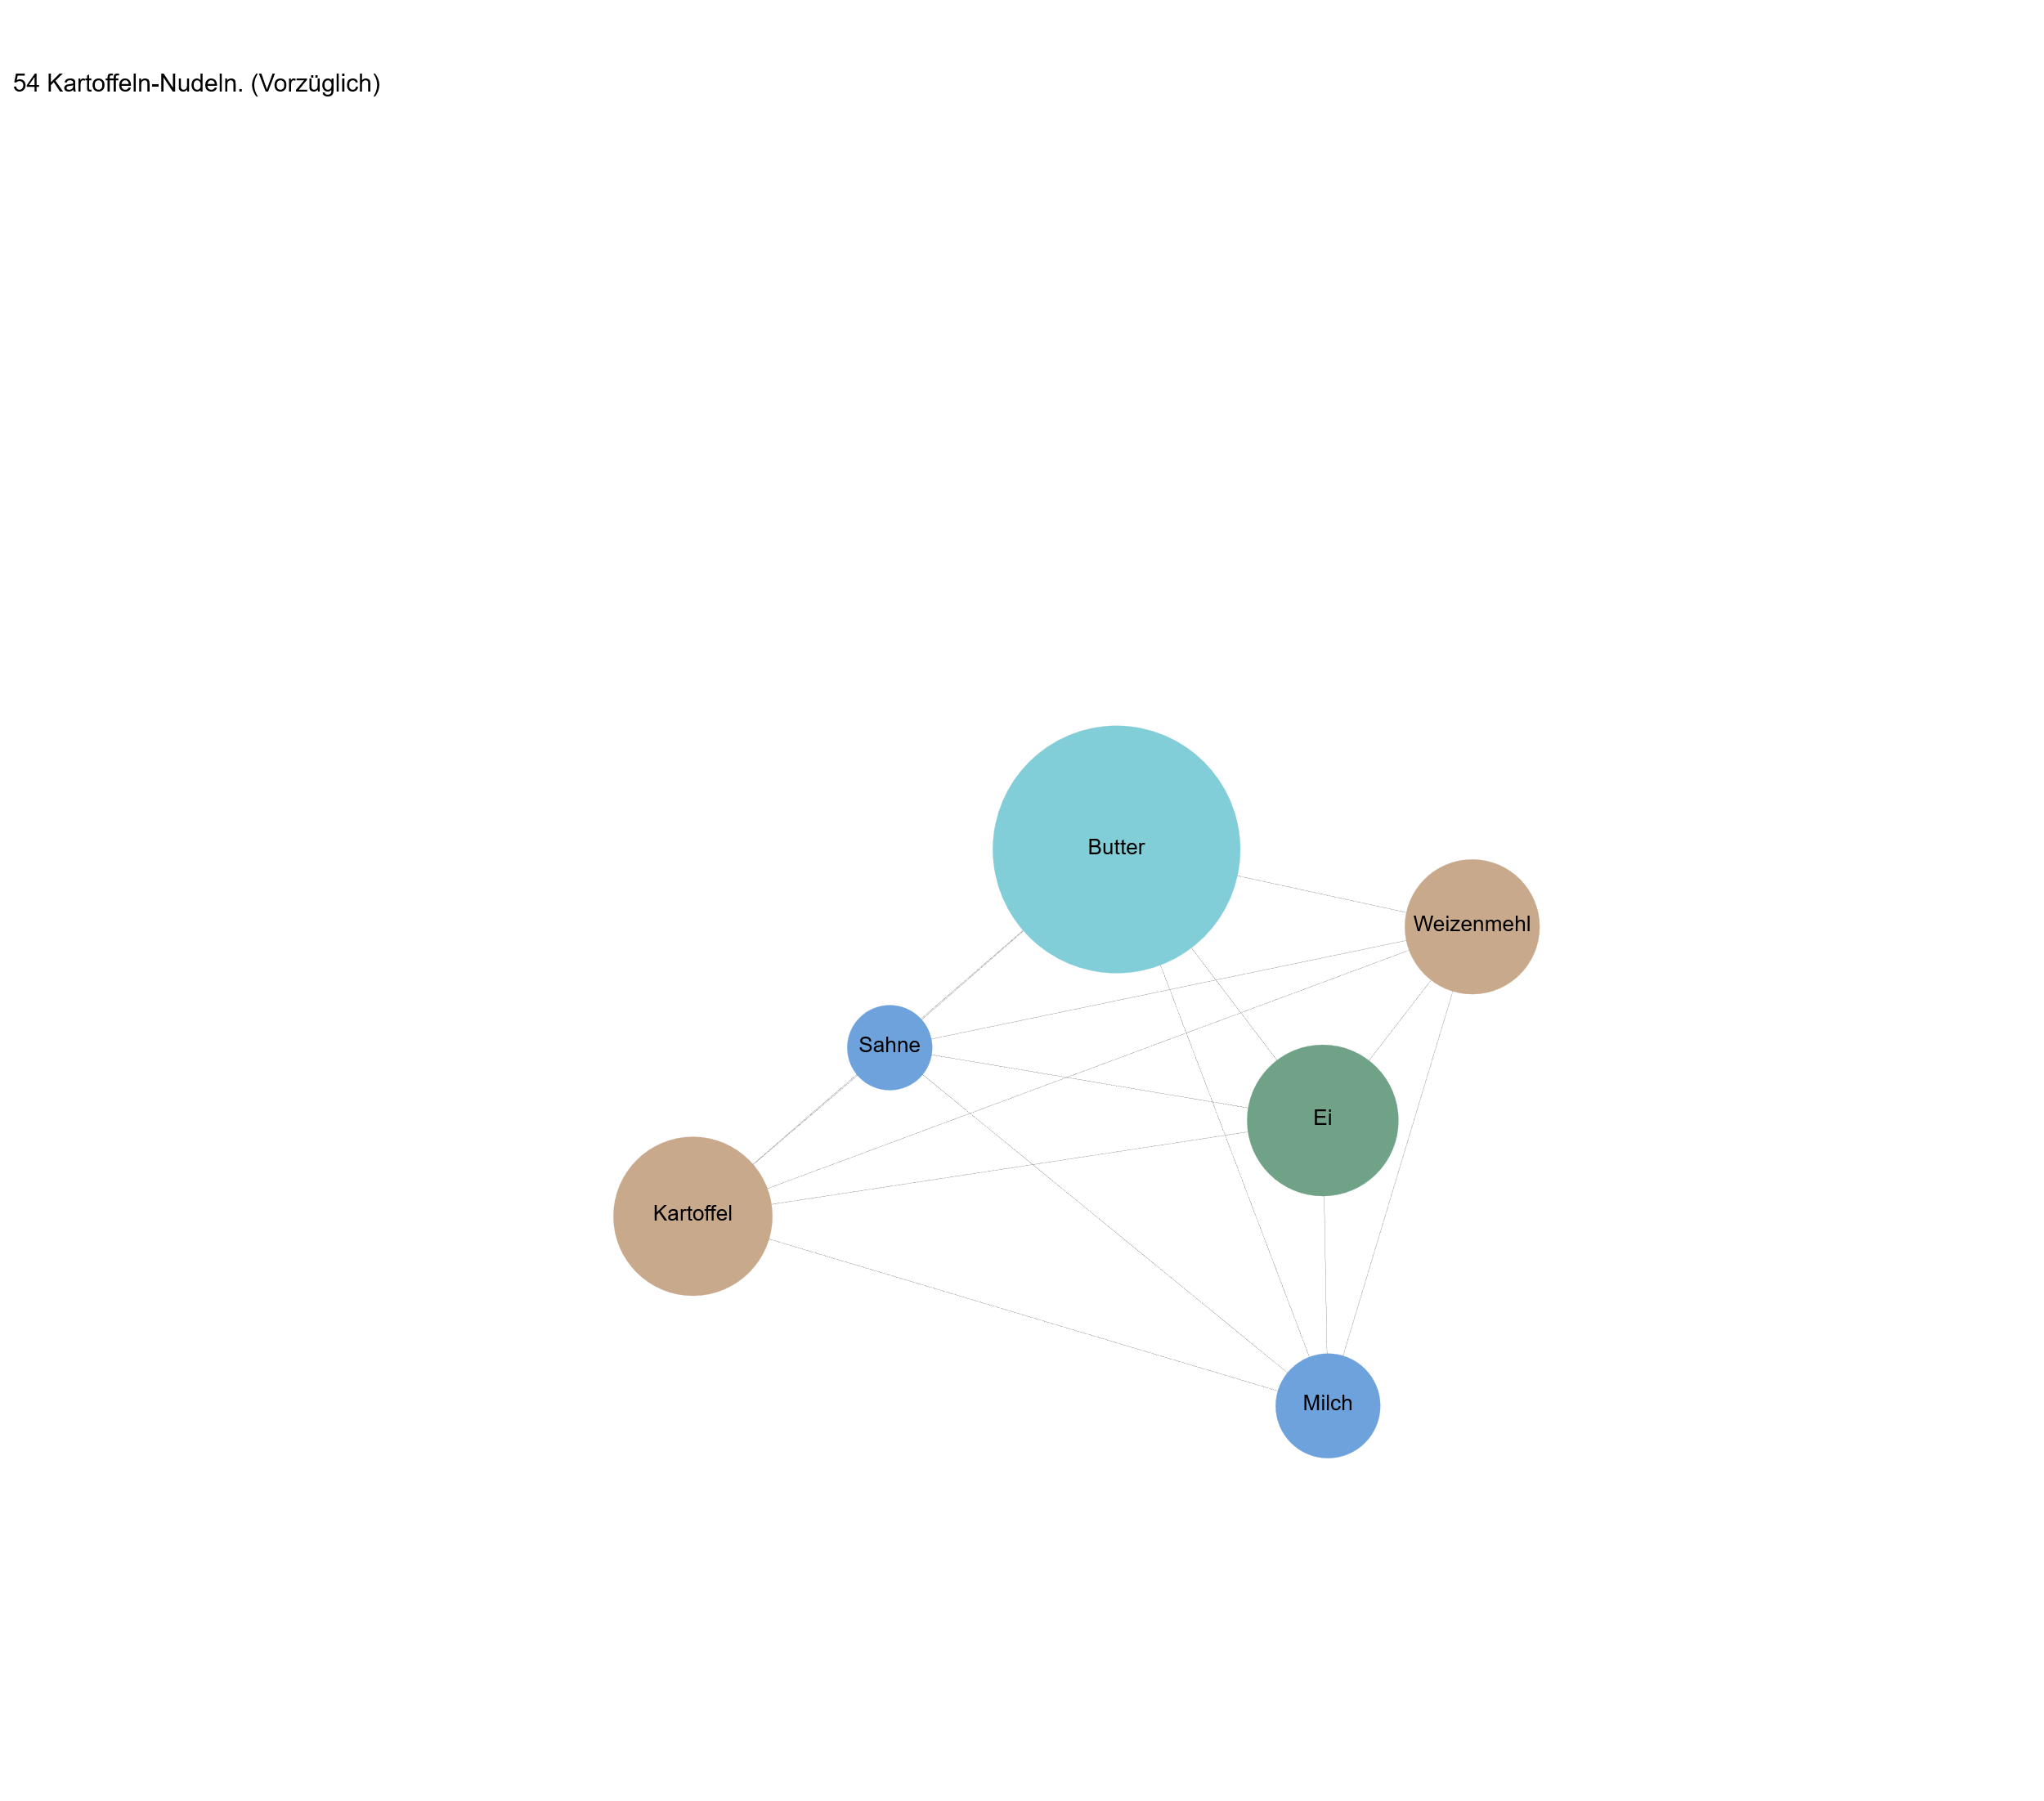 54 Kartoffeln-Nudeln. (Vorzüglich)
Butter
Weizenmehl
Sahne
Ei
Kartoffel
Milch